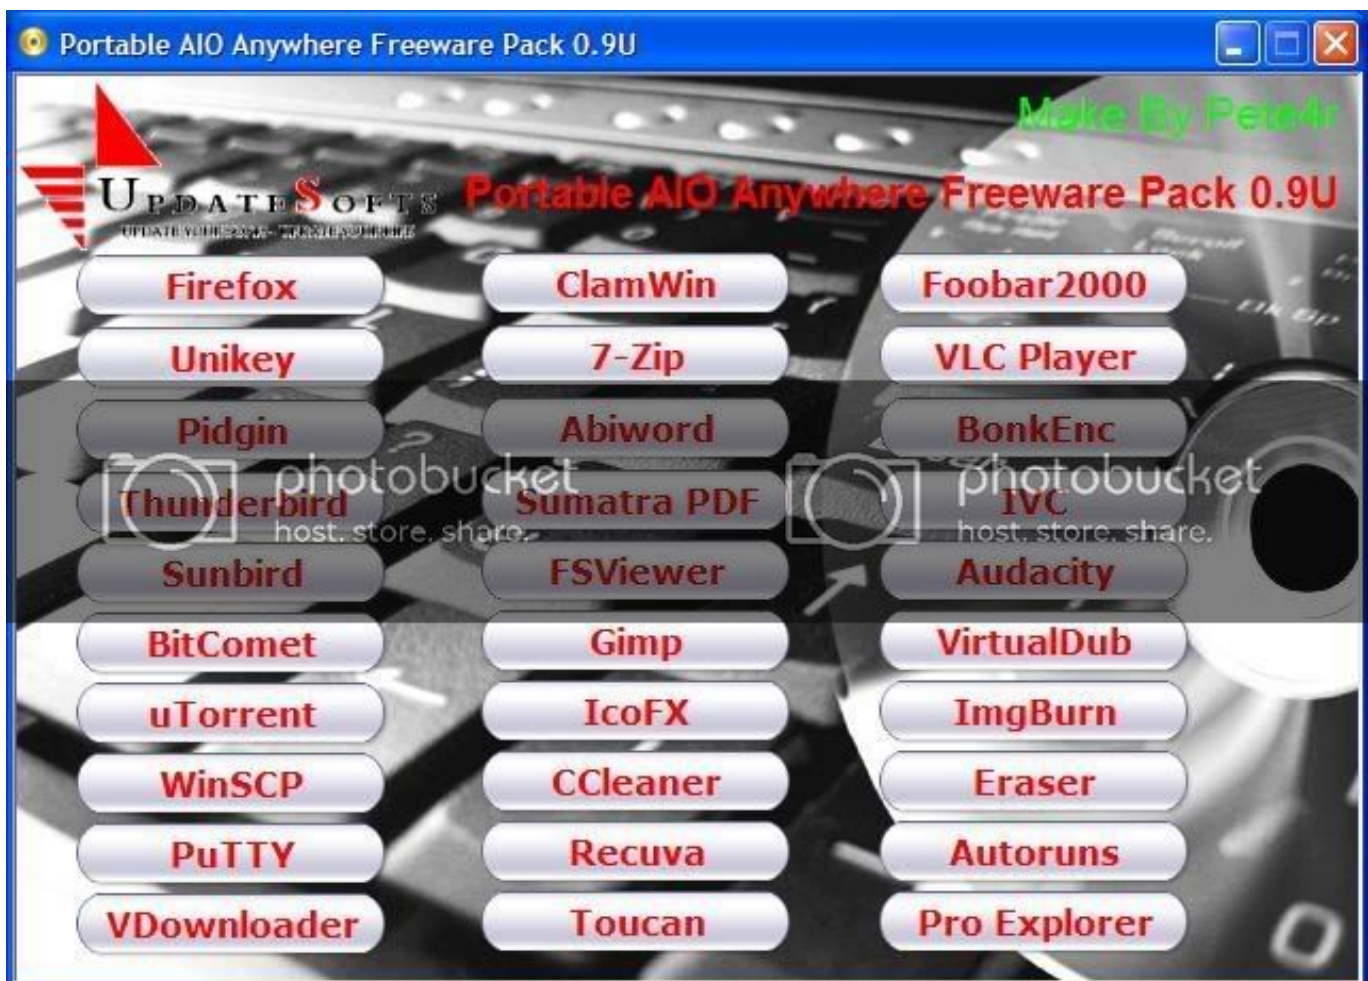 Portable AIO Anywhere Freeware Pack 0.9U
Make By Pete4r
UPDATESOFTS
Portable AIO Anywhere Freeware Pack 0.9U
Firefox ClamWin Foobar2000
Unikey 7-Zip VLC Player
Pidgin Abiword BonkEnc
photobucket photobucket
Thunderbird Sumatra PDF IVC
host. store. share. host. store. share.
Sunbird FSViewer Audacity
BitComet Gimp VirtualDub
uTorrent IcoFX ImgBurn
WinSCP CCleaner Eraser
PuTTY Recuva Autoruns
VDownloader Toucan Pro Explorer